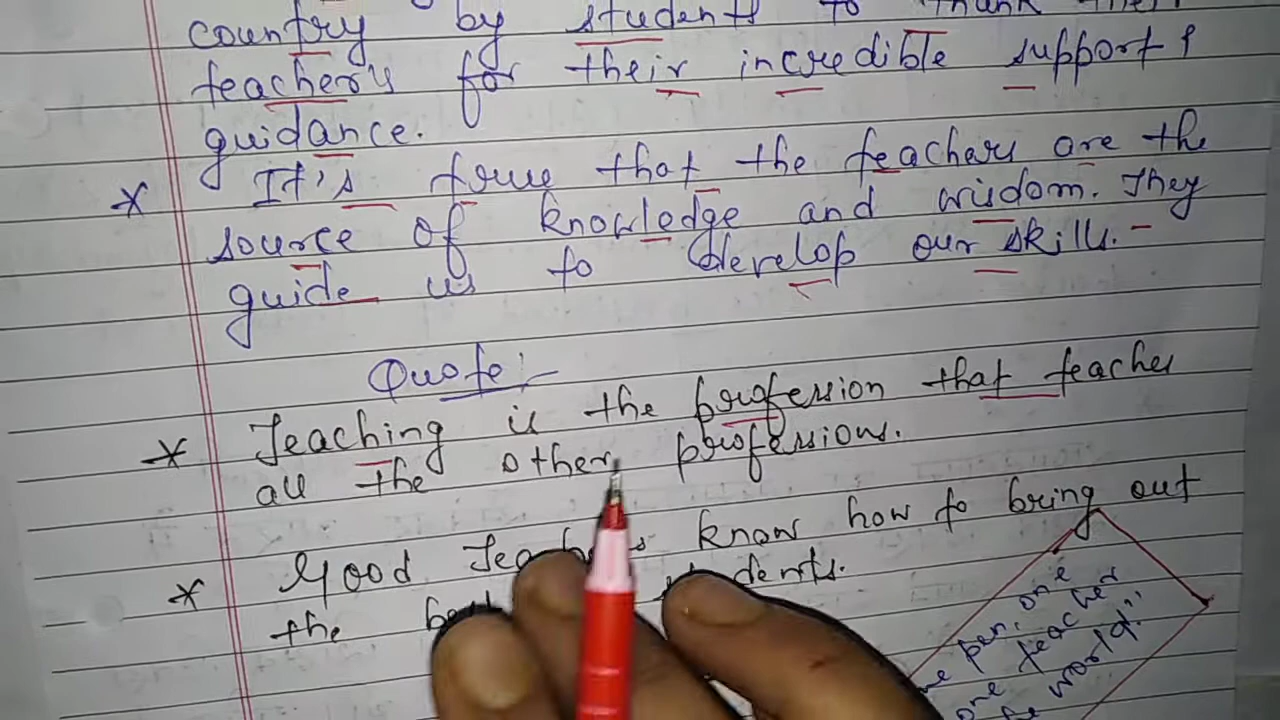 country by students to thank their
teacher's for their incredible support &
guidance.
* It's true that the teachers are the
source of knowledge and wisdom. They
guide us to develop our skills.
Quote:-
* Teaching is the profession that teaches
all the other professions.
* Good Teachers know how to bring out
the
pen, one
one teacher
world!!